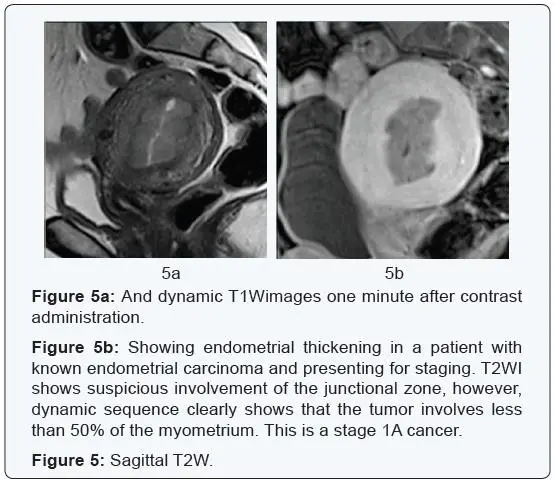 5a
5b
Figure 5a: And dynamic T1Wimages one minute after contrast
administration.
Figure 5b: Showing endometrial thickening in a patient with
known endometrial carcinoma and presenting for staging. T2WI
shows suspicious involvement of the junctional zone, however,
dynamic sequence clearly shows that the tumor involves less
than 50% of the myometrium. This is a stage 1A cancer.
Figure 5: Sagittal T2W.